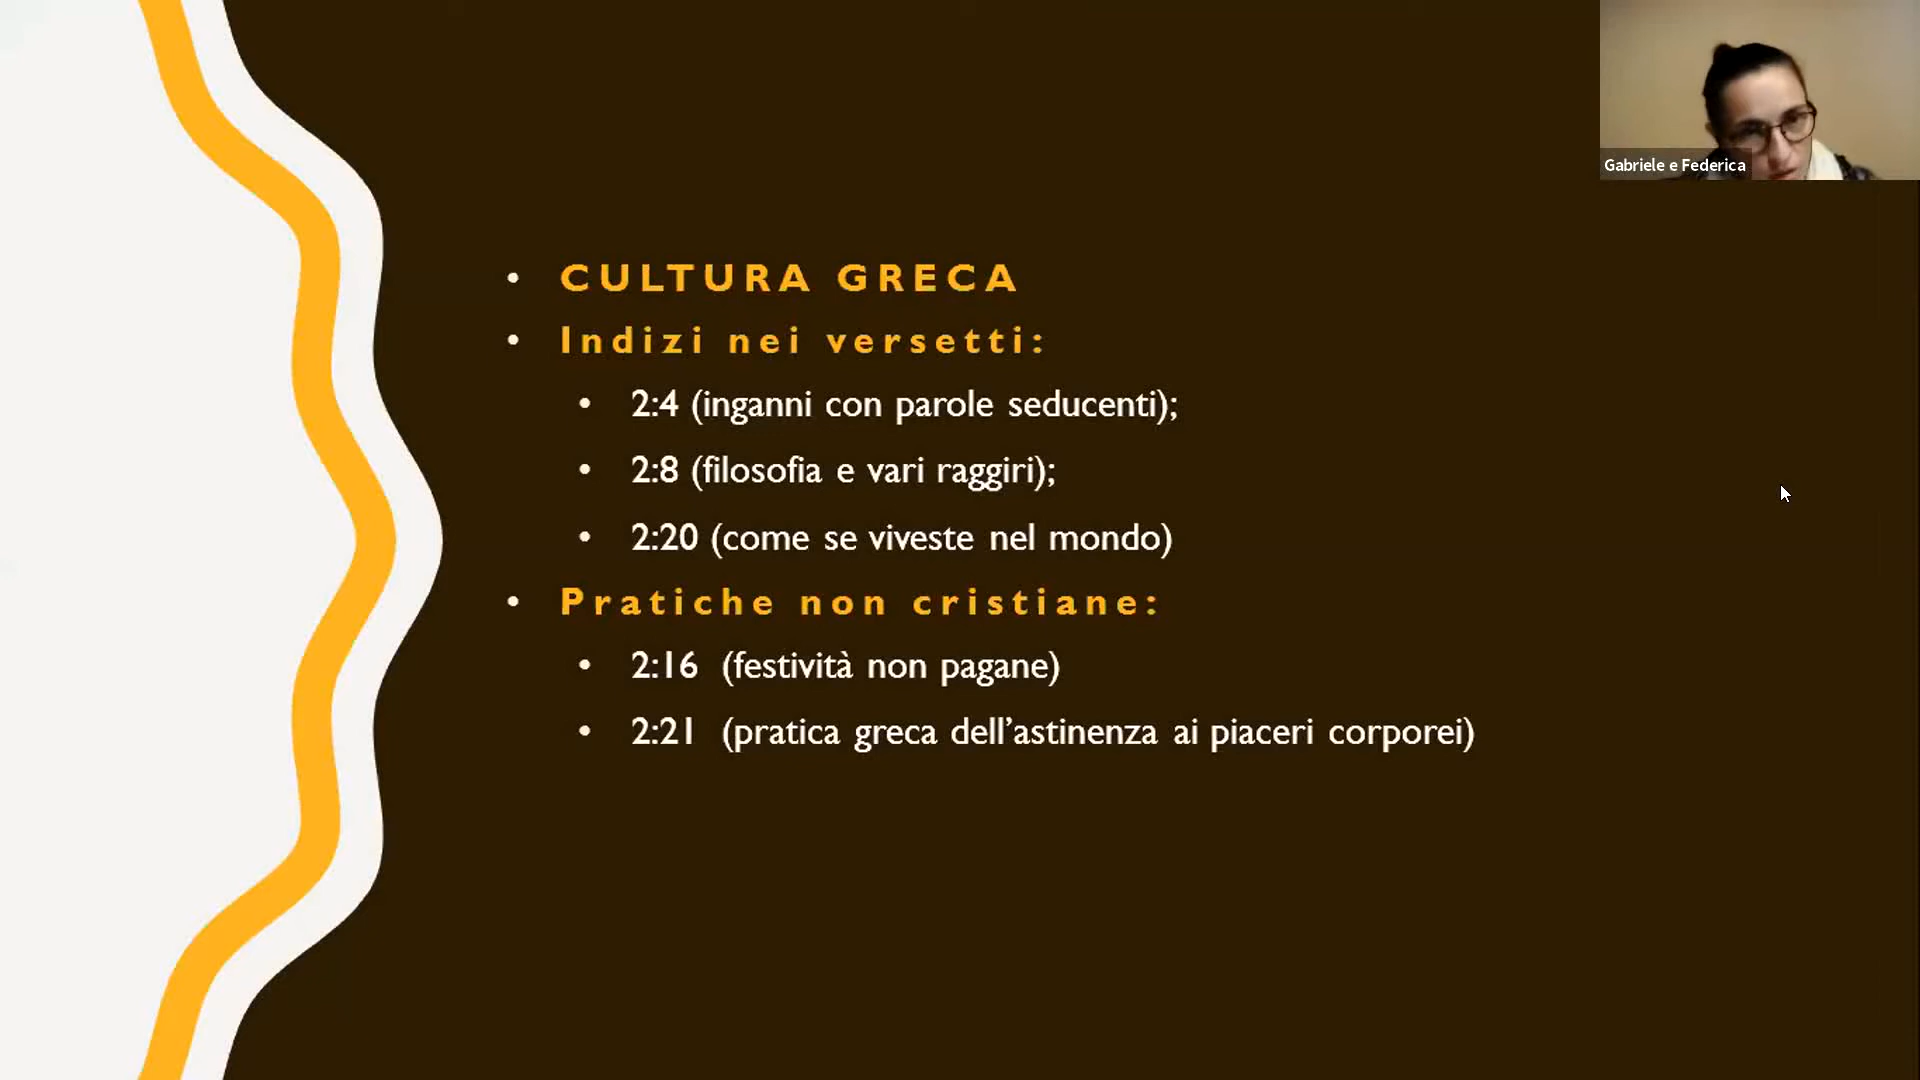 Gabriele e Federica
• CULTURA GRECA
• Indizi nei versetti:
• 2:4 (inganni con parole seducenti);
• 2:8 (filosofia e vari raggiri);
• 2:20 (come se viveste nel mondo)
• Pratiche non cristiane:
• 2:16 (festività non pagane)
• 2:21 (pratica greca dell’astinenza ai piaceri corporei)